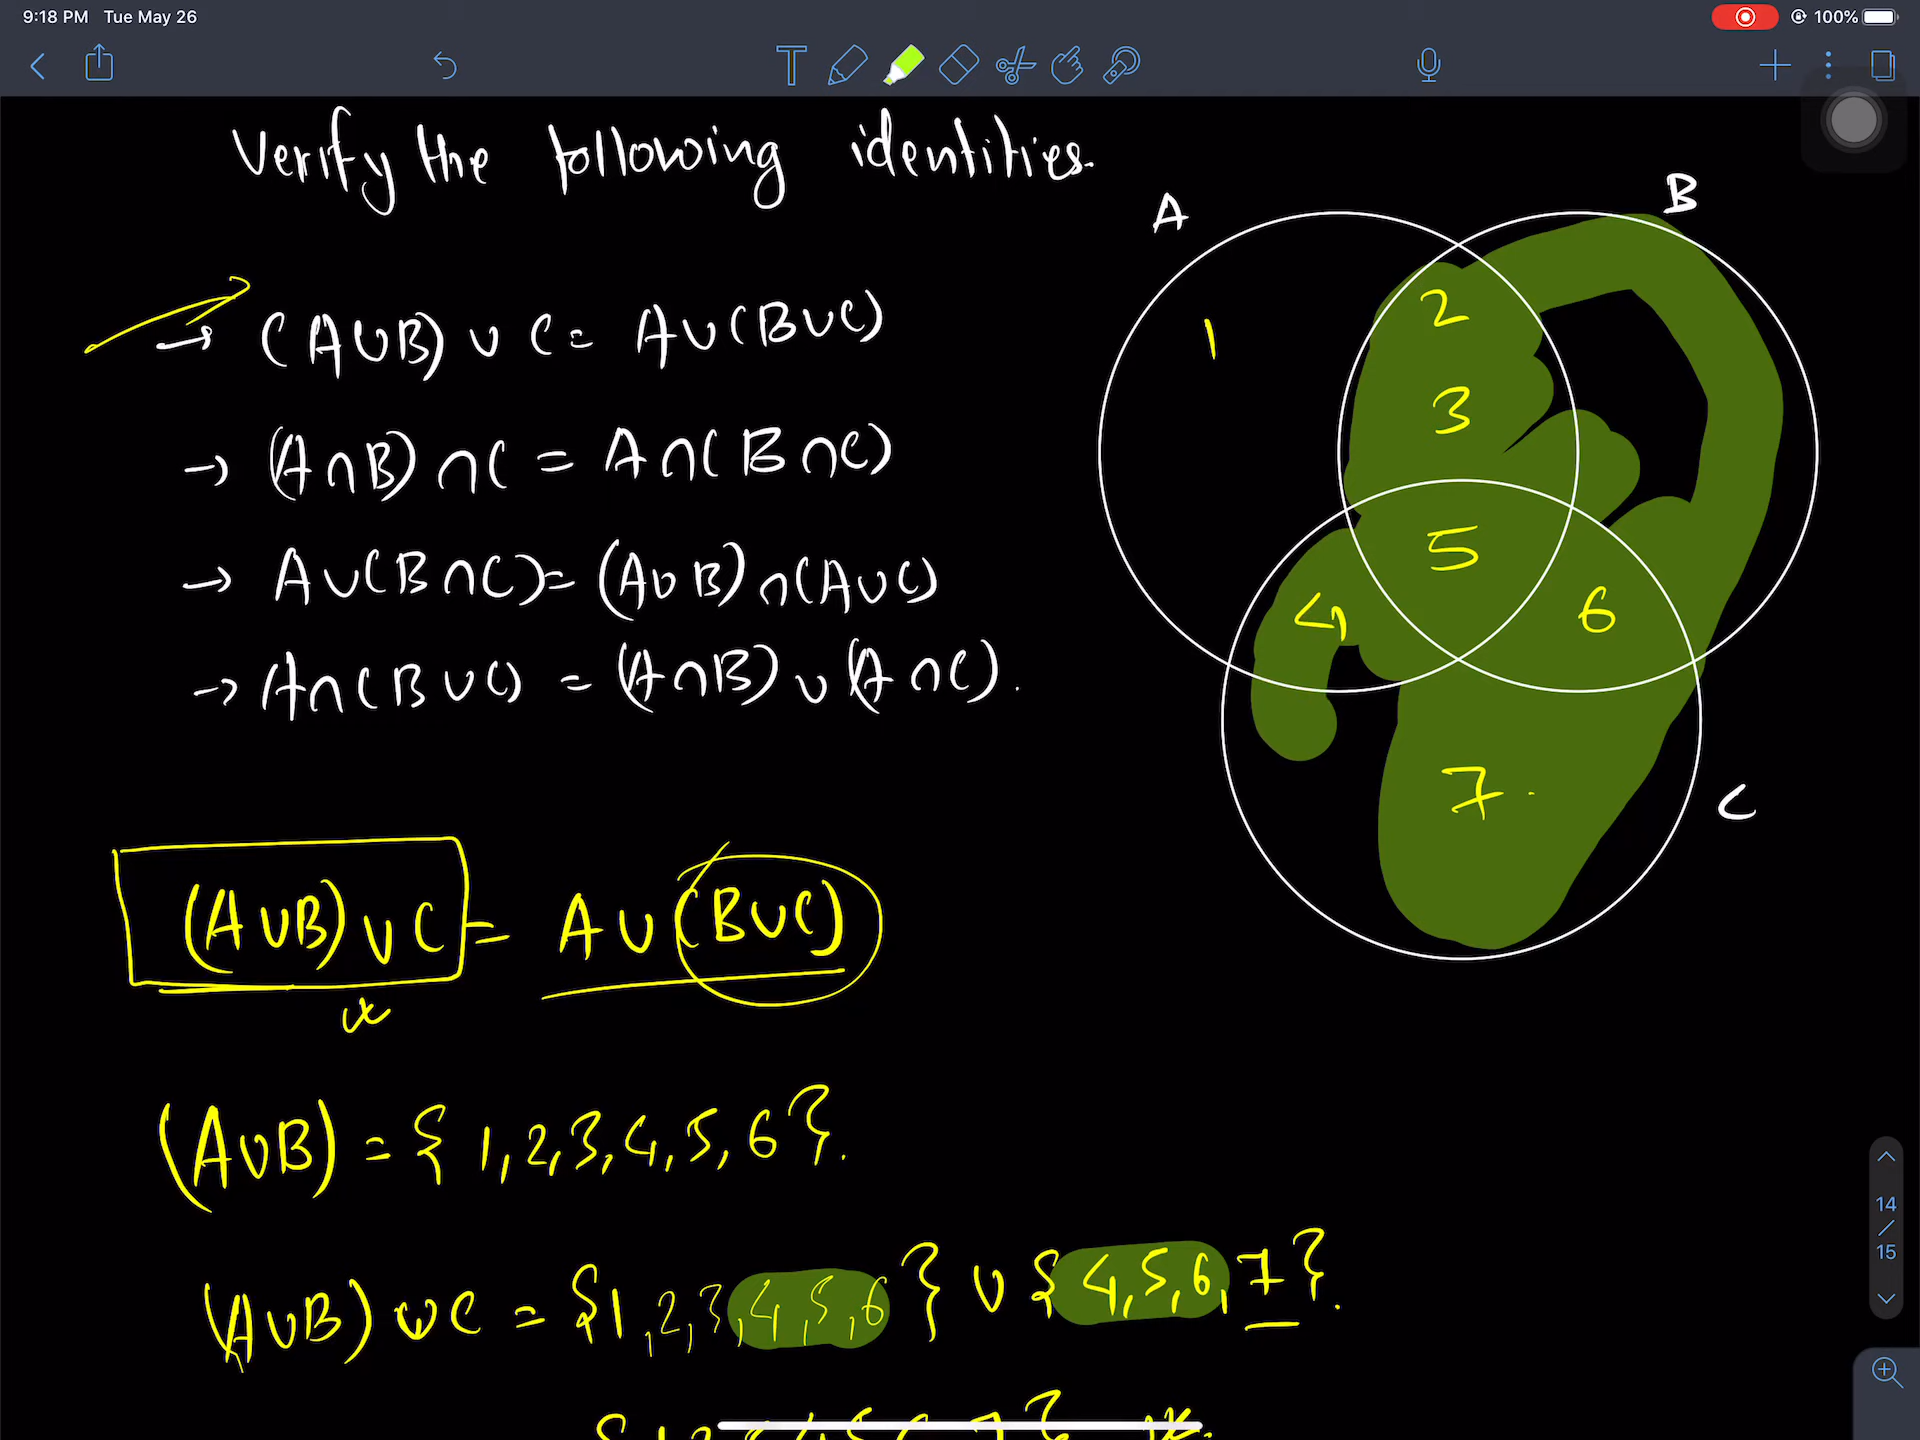 9:18 PM Tue May 26
100%
Verify the following identities.
→ (A∪B) ∪ C = A∪(B∪C)
→ (A∩B) ∩C = A∩(B∩C)
→ A∪(B∩C) = (A∪B)∩(A∪C)
→ A∩(B∪C) = (A∩B) ∪ (A∩C).
A
B
1
2
3
5
4
6
7
C
(A∪B) ∪ C = A ∪ (B∪C)
(A∪B) = { 1,2,3,4,5,6 }.
(A∪B) ∪ C = {1,2,3,4,5,6 } ∪ { 4,5,6,7 }.
14
/
15